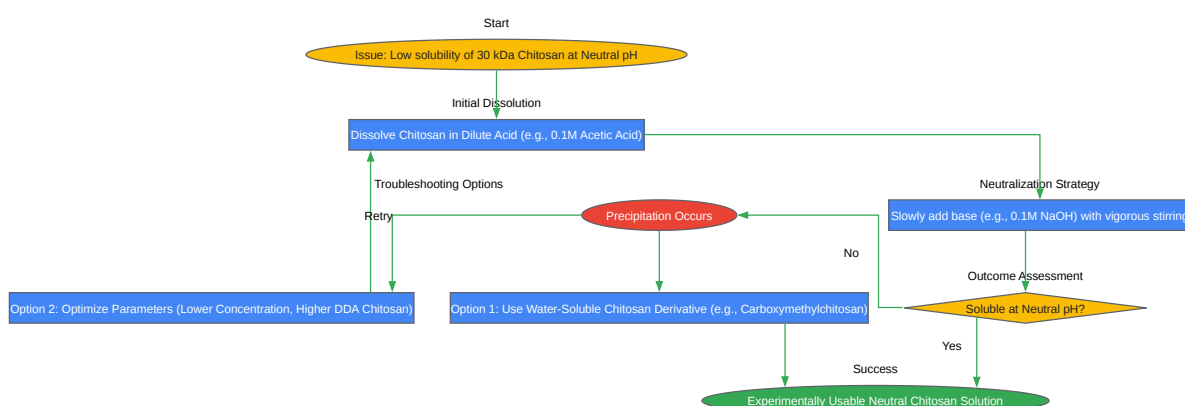 Start
Issue: Low solubility of 30 kDa Chitosan at Neutral pH
Initial Dissolution
Dissolve Chitosan in Dilute Acid (e.g., 0.1M Acetic Acid)
Troubleshooting Options
Neutralization Strategy
Retry
Precipitation Occurs
Slowly add base (e.g., 0.1M NaOH) with vigorous stirring
No
Outcome Assessment
Option 2: Optimize Parameters (Lower Concentration, Higher DDA Chitosan)
Option 1: Use Water-Soluble Chitosan Derivative (e.g., Carboxymethylchitosan)
Soluble at Neutral pH?
Yes
Success
Experimentally Usable Neutral Chitosan Solution